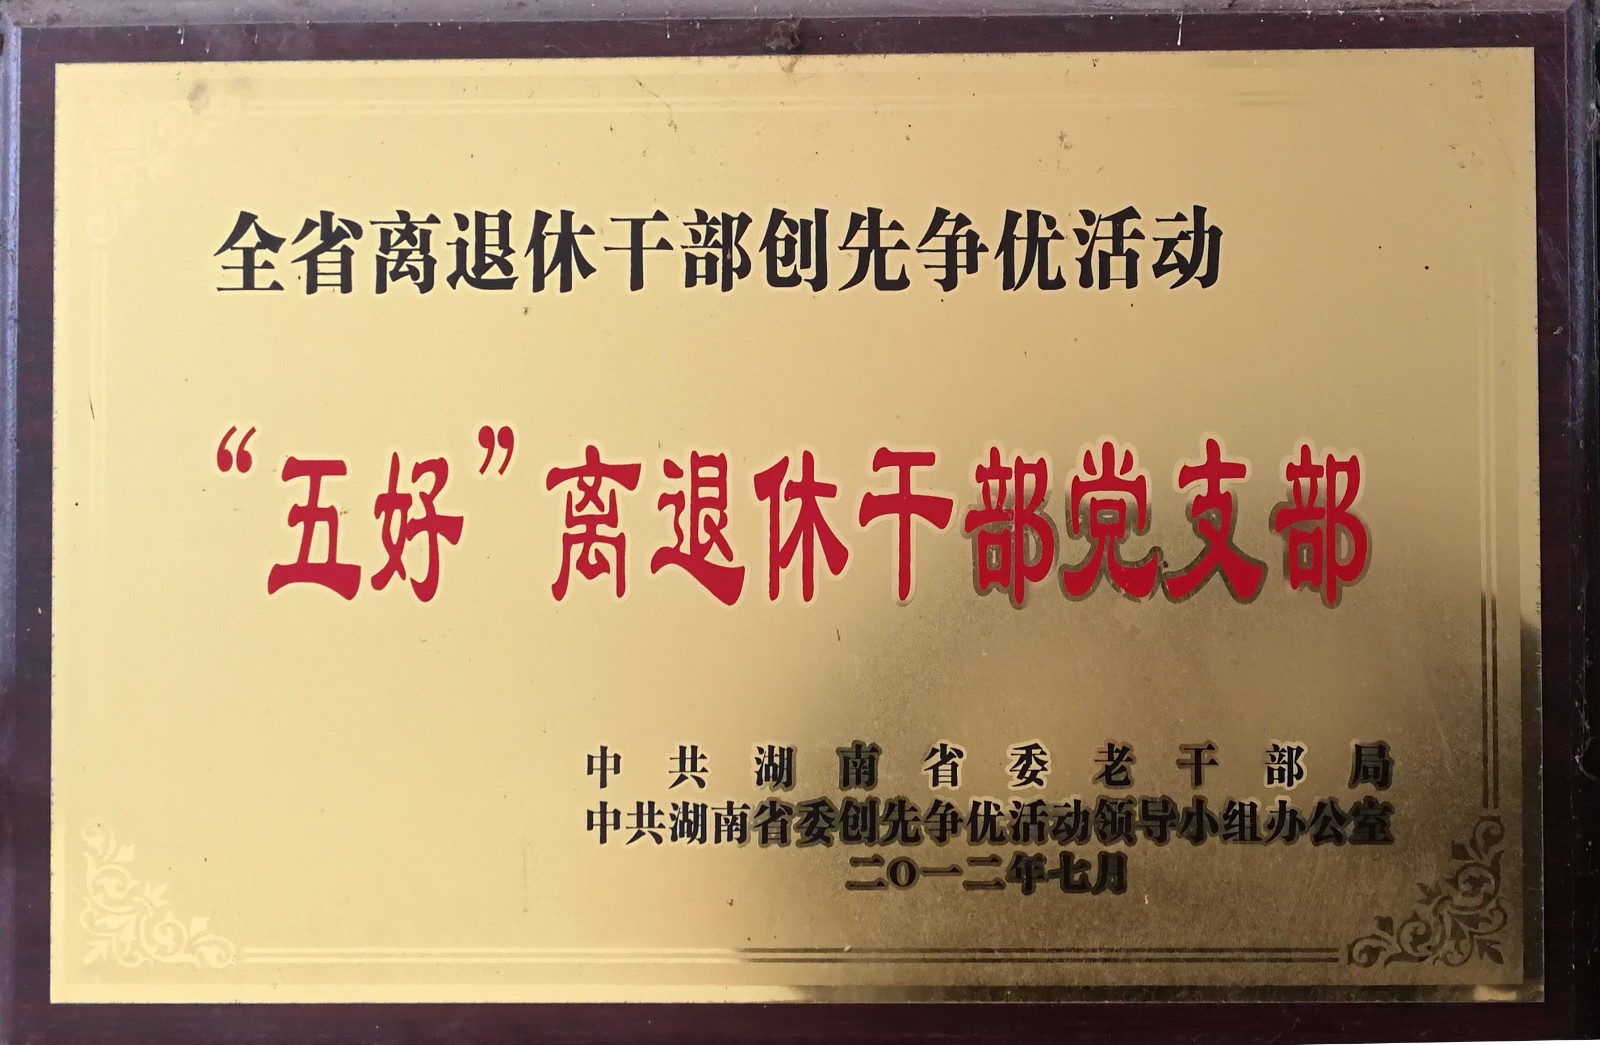 全省离退休干部创先争优活动
“五好”离退休干部党支部
中共湖南省委老干部局
中共湖南省委创先争优活动领导小组办公室
二〇一二年七月